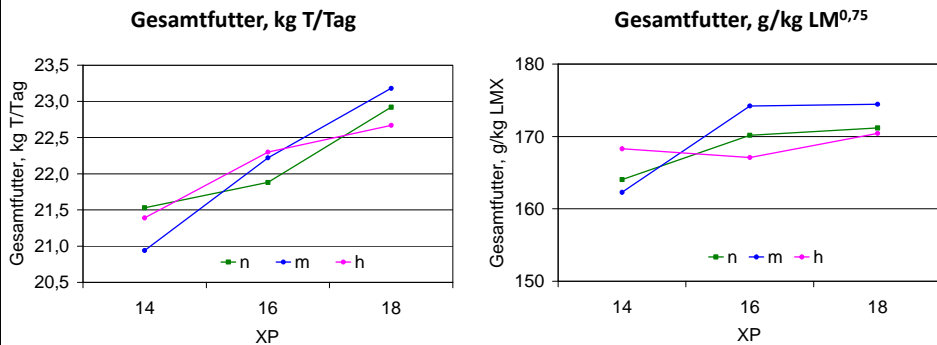 Gesamtfutter, kg T/Tag
Gesamtfutter, kg T/Tag
23,5
23,0
22,5
22,0
21,5
21,0
20,5
n m h
14 16 18
XP
Gesamtfutter, g/kg LM⁰,⁷⁵
Gesamtfutter, g/kg LMX
180
170
160
150
n m h
14 16 18
XP